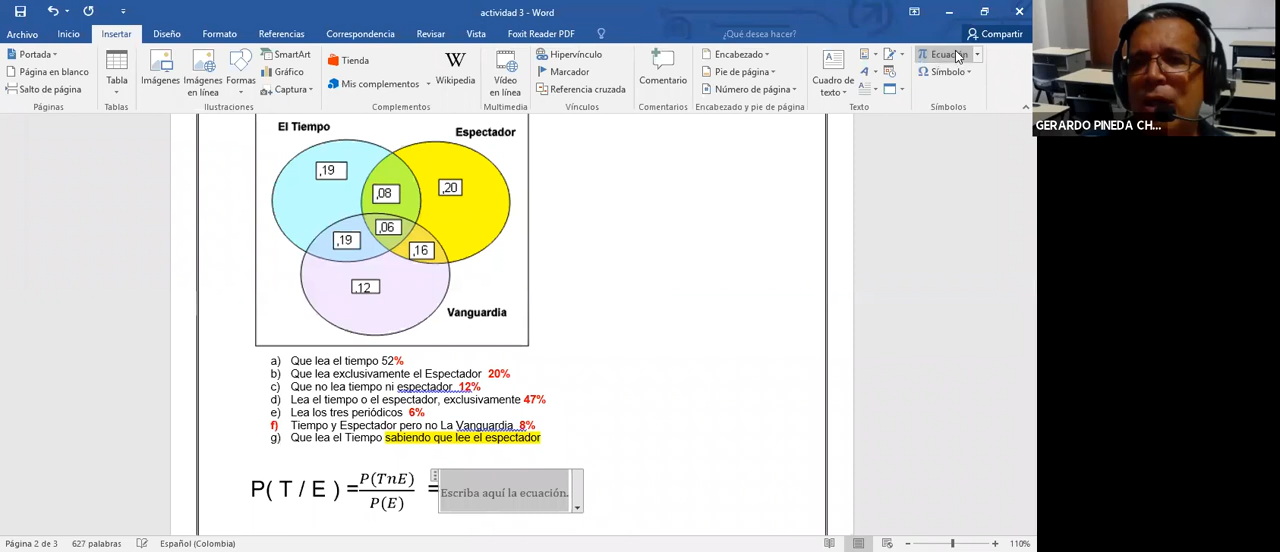 actividad 3 - Word
Archivo Inicio Insertar Diseño Formato Referencias Correspondencia Revisar Vista Foxit Reader PDF ¿Qué desea hacer? Compartir
Portada
Página en blanco
Salto de página
Páginas
Tabla
Tablas
Imágenes
Imágenes en línea
Formas
SmartArt
Gráfico
Captura
Ilustraciones
Tienda
Mis complementos
Complementos
W
Wikipedia
Vídeo en línea
Multimedia
Hipervínculo
Marcador
Referencia cruzada
Vínculos
Comentario
Comentarios
Encabezado
Pie de página
Número de página
Encabezado y pie de página
Cuadro de texto
Texto
π Ecuación
Ω Símbolo
Símbolos
GERARDO PINEDA CH...
El Tiempo
Espectador
,19
,08
,20
,06
,19
,16
,12
Vanguardia
a) Que lea el tiempo 52%
b) Que lea exclusivamente el Espectador 20%
c) Que no lea tiempo ni espectador 12%
d) Lea el tiempo o el espectador, exclusivamente 47%
e) Lea los tres periódicos 6%
f) Tiempo y Espectador pero no La Vanguardia 8%
g) Que lea el Tiempo sabiendo que lee el espectador
P( T / E ) = P(TnE) / P(E) = Escriba aquí la ecuación.
Página 2 de 3 627 palabras Español (Colombia) 110%